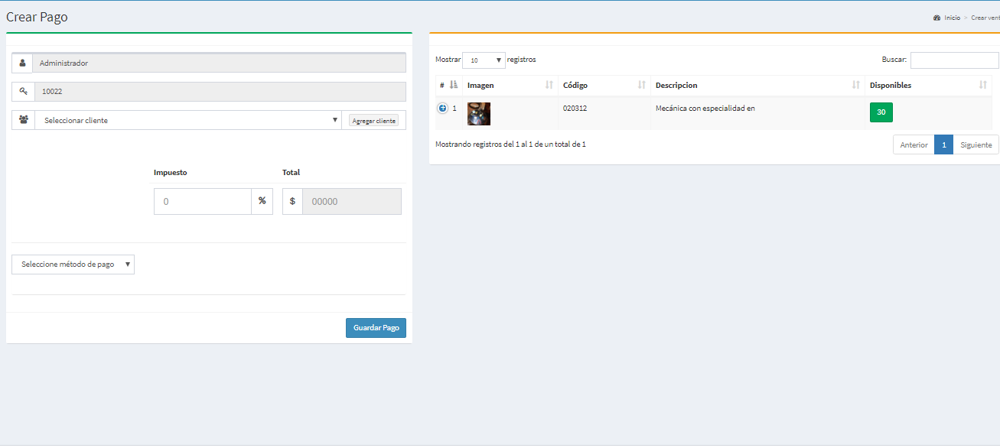 Crear Pago
Inicio > Crear vent
Administrador
10022
Seleccionar cliente Agregar cliente
Impuesto Total
0 % $ 00000
Seleccione método de pago
Guardar Pago
Mostrar 10 registros Buscar:
# Imagen Código Descripcion Disponibles
1 020312 Mecánica con especialidad en 30
Mostrando registros del 1 al 1 de un total de 1
Anterior 1 Siguiente